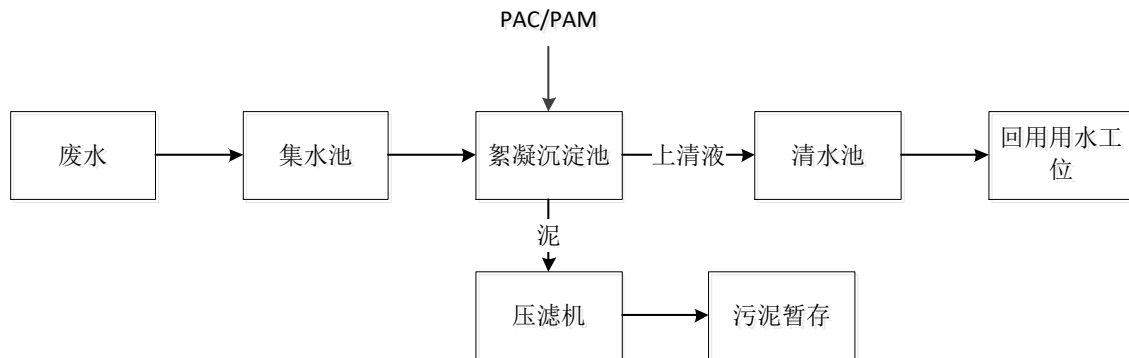 PAC/PAM
废水
集水池
絮凝沉淀池
上清液
清水池
回用用水工
位
泥
压滤机
污泥暂存